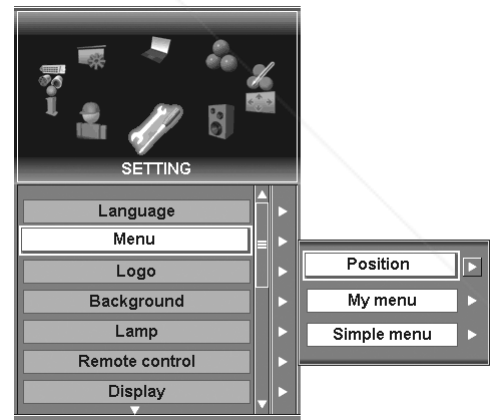 SETTING
Language
Menu
Logo
Background
Lamp
Remote control
Display
Position
My menu
Simple menu